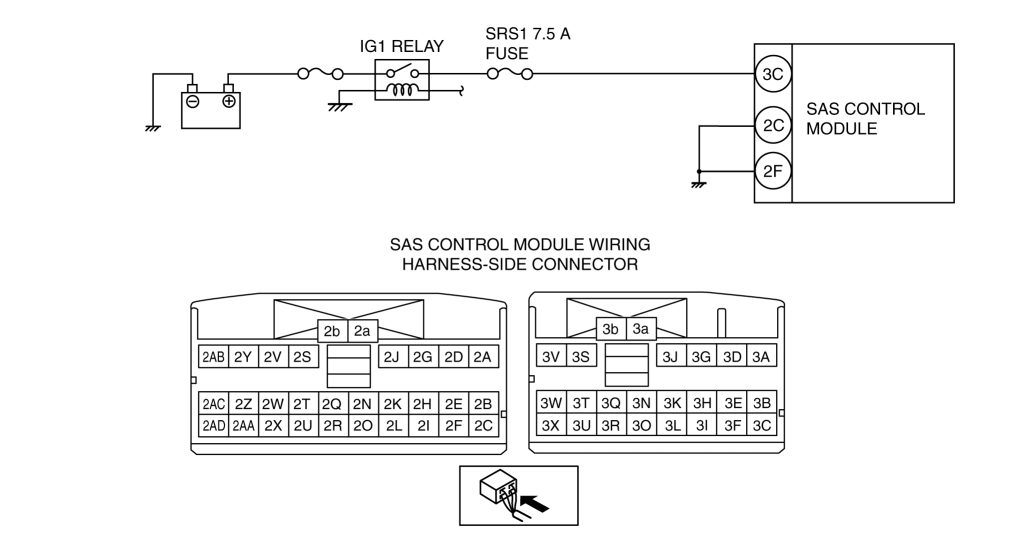 SRS1 7.5 A
FUSE
IG1 RELAY
3C
2C
2F
SAS CONTROL
MODULE
SAS CONTROL MODULE WIRING
HARNESS-SIDE CONNECTOR
2b 2a
2AB 2Y 2V 2S 2J 2G 2D 2A
2AC 2Z 2W 2T 2Q 2N 2K 2H 2E 2B
2AD 2AA 2X 2U 2R 2O 2L 2I 2F 2C
3b 3a
3V 3S 3J 3G 3D 3A
3W 3T 3Q 3N 3K 3H 3E 3B
3X 3U 3R 3O 3L 3I 3F 3C